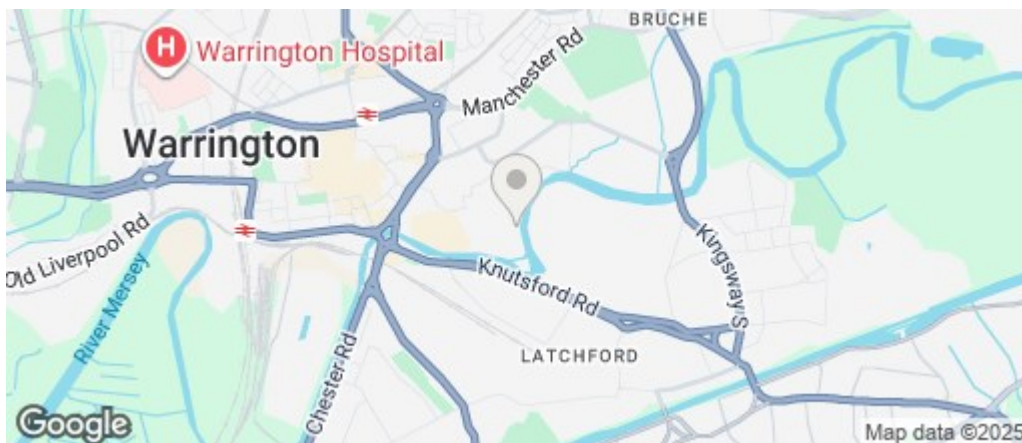 BRUCHE
H
Warrington Hospital
Manchester Rd
Warrington
Old Liverpool Rd
River Mersey
Knutsford Rd
Kingsway S
LATCHFORD
Chester Rd
Google
Map data ©2025